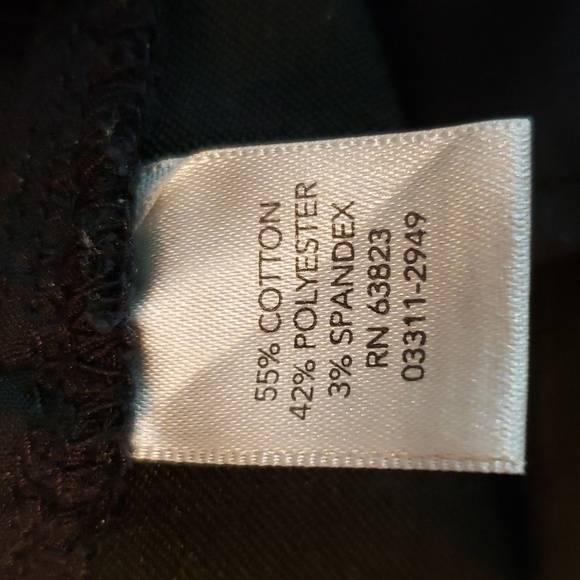 55% COTTON
42% POLYESTER
3% SPANDEX
RN 63823
03311-2949